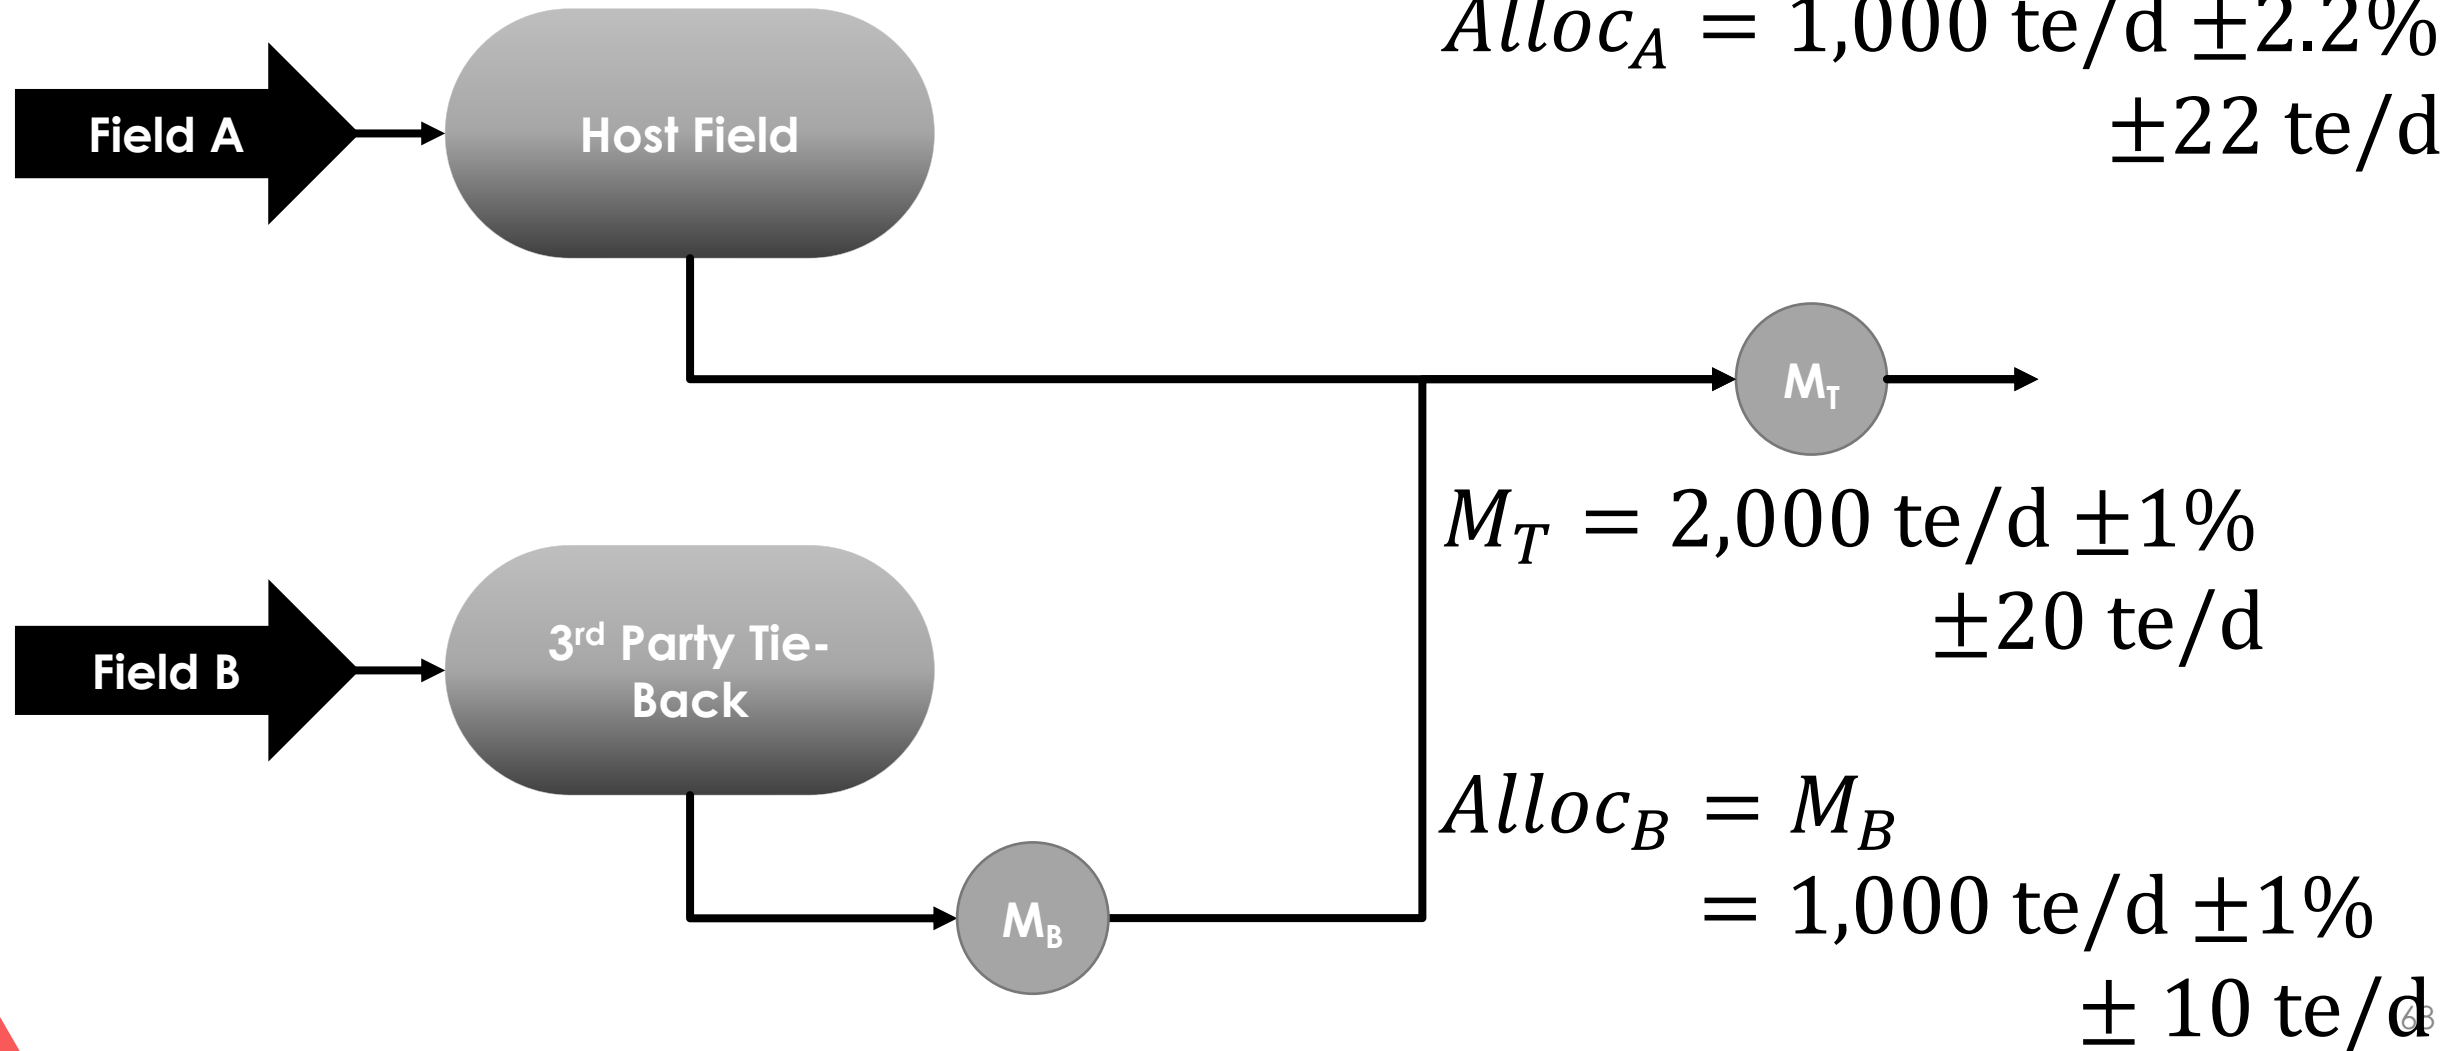 Alloc_A = 1,000 te/d ±2.2%
±22 te/d
Field A
Host Field
M_T
M_T = 2,000 te/d ±1%
±20 te/d
Field B
3rd Party Tie-
Back
Alloc_B = M_B
= 1,000 te/d ±1%
± 10 te/d
M_B
63